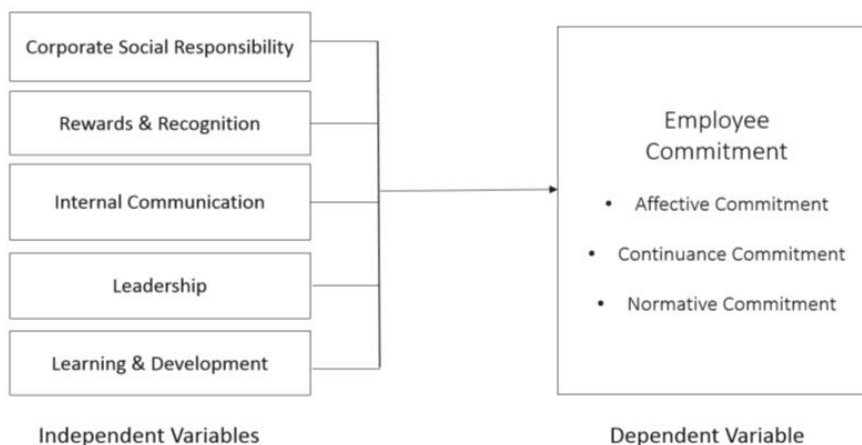 Corporate Social Responsibility
Rewards & Recognition
Internal Communication
Leadership
Learning & Development
Independent Variables
Employee
Commitment
• Affective Commitment
• Continuance Commitment
• Normative Commitment
Dependent Variable